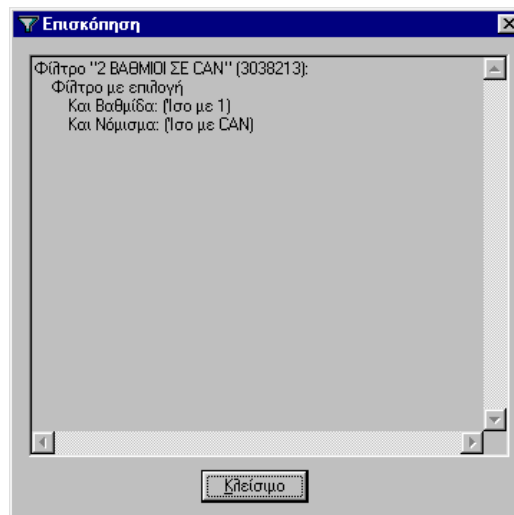 Επισκόπηση
Φίλτρο "2 ΒΑΘΜΙΟΙ ΣΕ CAN" (3038213):
Φίλτρο με επιλογή
Και Βαθμίδα: (Ίσο με 1)
Και Νόμισμα: (Ίσο με CAN)
Κλείσιμο